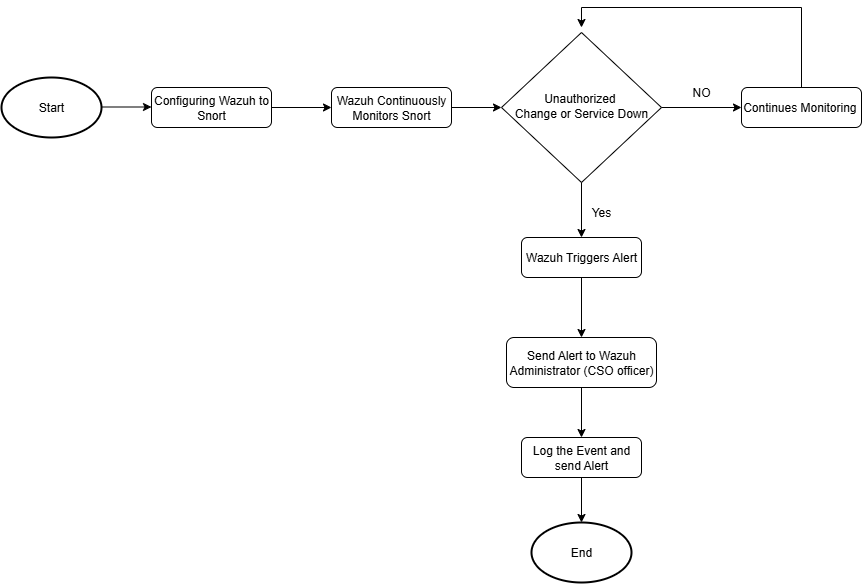 Start
Configuring Wazuh to
Snort
Wazuh Continuously
Monitors Snort
Unauthorized
Change or Service Down
NO
Continues Monitoring
Yes
Wazuh Triggers Alert
Send Alert to Wazuh
Administrator (CSO officer)
Log the Event and
send Alert
End